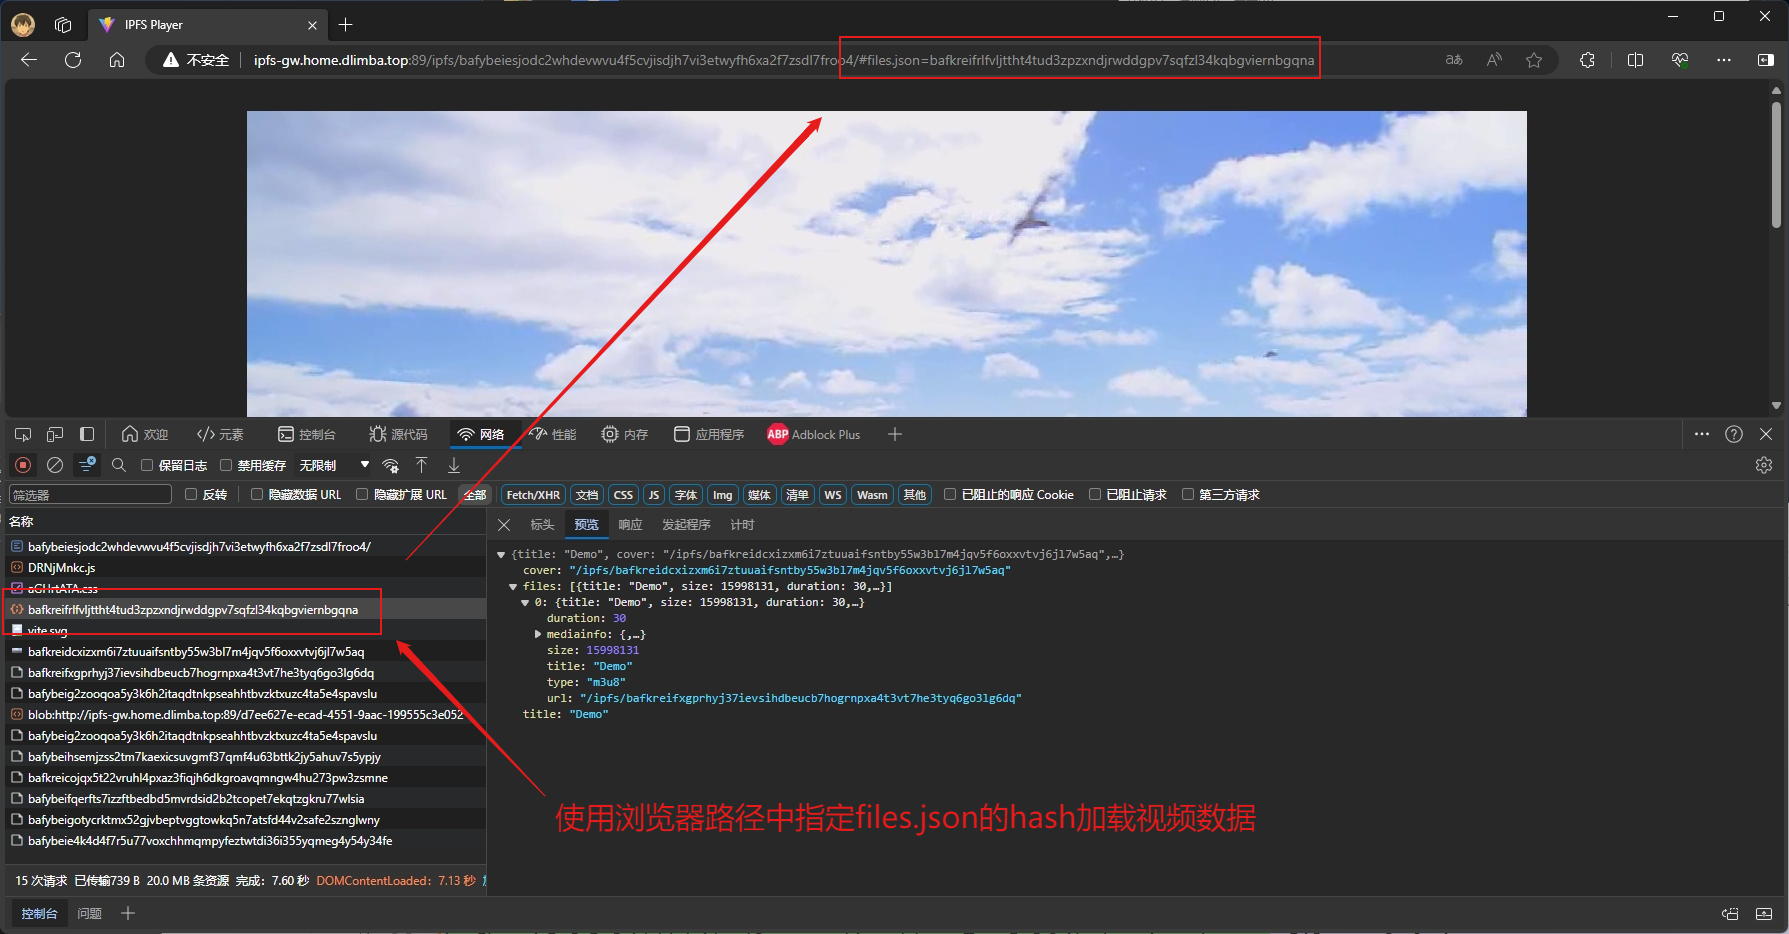 IPFS Player
不安全
ipfs-gw.home.dlimba.top:89/ipfs/bafybeiesjodc2whdevwvu4f5cvjisdjh7vi3etwyfh6xa2f7zsdl7froo4/#files.json=bafkreifrlfvljttht4tud3zpzxndjrwddgpv7sqfzl34kqbgviernbgqna
欢迎 元素 控制台 源代码 网络 性能 内存 应用程序 ABP Adblock Plus
保留日志 禁用缓存 无限制
筛选器 反转 隐藏数据 URL 隐藏扩展 URL 全部 Fetch/XHR 文档 CSS JS 字体 Img 媒体 清单 WS Wasm 其他 已阻止的响应 Cookie 已阻止请求 第三方请求
名称
bafybeiesjodc2whdevwvu4f5cvjisdjh7vi3etwyfh6xa2f7zsdl7froo4/
DRNjMnkc.js
aGHrtATA.css
bafkreifrlfvljttht4tud3zpzxndjrwddgpv7sqfzl34kqbgviernbgqna
vite.svg
bafkreidcxizxm6i7ztuuaifsntby55w3bl7m4jqv5f6oxxvtvj6jl7w5aq
bafkreifxgprhyj37ievsihdbeucb7hogrnpxa4t3vt7he3tyq6go3lg6dq
bafybeig2zooqoa5y3k6h2itaqdtnkpseahhtbvzktxuzc4ta5e4spavslu
blob:http://ipfs-gw.home.dlimba.top:89/d7ee627e-ecad-4551-9aac-199555c3e052
bafybeig2zooqoa5y3k6h2itaqdtnkpseahhtbvzktxuzc4ta5e4spavslu
bafybeihsemjzss2tm7kaexicsuvgmf37qmf4u63bttk2jy5ahuv7s5ypjy
bafkreicojqx5t22vruhl4pxaz3fiqjh6dkgroavqmngw4hu273pw3zsmne
bafybeifqerfts7izzftbedbd5mvrdsid2b2tcopet7ekqtzgkru77wlsia
bafybeigotycrktmx52gjvbeptvggtowkq5n7atsfd44v2safe2sznglwny
bafybeie4k4d4f7r5u77voxchhmqmpyfeztwtdi36i355yqmeg4y54y34fe
15 次请求 已传输739 B 20.0 MB 条资源 完成: 7.60 秒 DOMContentLoaded: 7.13 秒
标头 预览 响应 发起程序 计时
{title: "Demo", cover: "/ipfs/bafkreidcxizxm6i7ztuuaifsntby55w3bl7m4jqv5f6oxxvtvj6jl7w5aq",…}
cover: "/ipfs/bafkreidcxizxm6i7ztuuaifsntby55w3bl7m4jqv5f6oxxvtvj6jl7w5aq"
files: [{title: "Demo", size: 15998131, duration: 30,…}]
0: {title: "Demo", size: 15998131, duration: 30,…}
duration: 30
mediainfo: {,…}
size: 15998131
title: "Demo"
type: "m3u8"
url: "/ipfs/bafkreifxgprhyj37ievsihdbeucb7hogrnpxa4t3vt7he3tyq6go3lg6dq"
title: "Demo"
使用浏览器路径中指定files.json的hash加载视频数据
控制台 问题